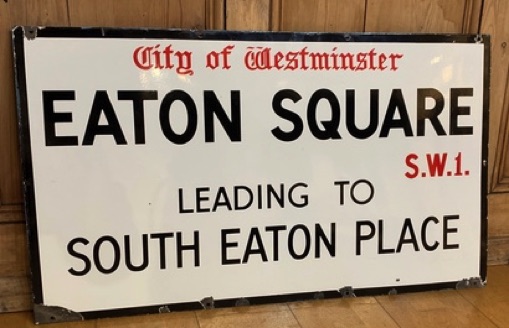 City of Westminster
EATON SQUARE
S.W.1.
LEADING TO
SOUTH EATON PLACE